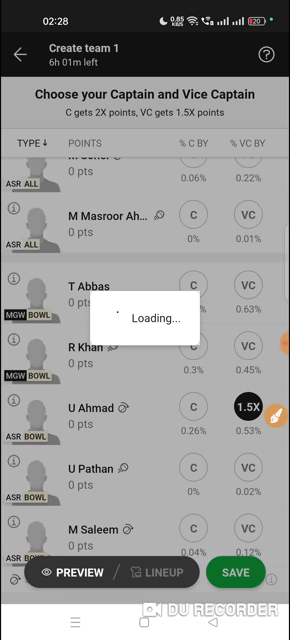 02:28
0.85 KB/S
20
Create team 1
6h 01m left
Choose your Captain and Vice Captain
C gets 2X points, VC gets 1.5X points
TYPE↓ POINTS % C BY % VC BY
0 pts
0.06% 0.22%
ASR ALL
M Masroor Ah... C VC
0 pts
0% 0.01%
ASR ALL
T Abbas C VC
0 pts
0.63%
MGW BOWL
Loading...
R Khan C VC
0 pts
0.3% 0.45%
MGW BOWL
U Ahmad C 1.5X
0 pts
0.26% 0.53%
ASR BOWL
U Pathan C VC
0 pts
0% 0.02%
ASR BOWL
M Saleem C VC
0 pts
0.04% 0.12%
ASR BOWL
PREVIEW / LINEUP SAVE
DU RECORDER